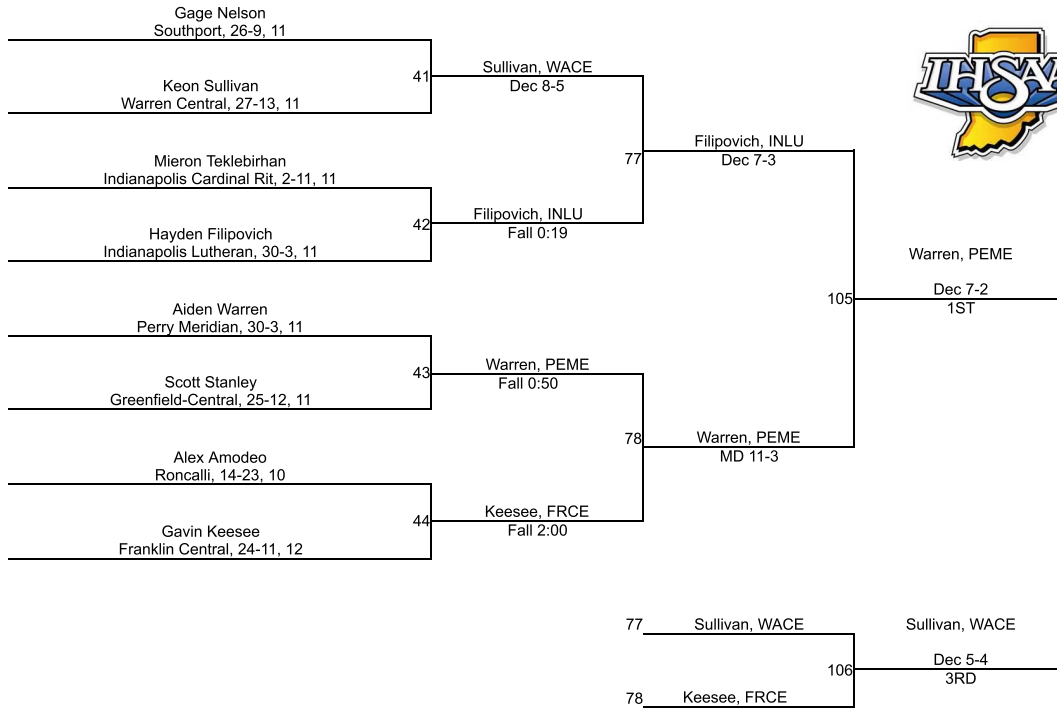 Gage Nelson
Southport, 26-9, 11
41
Sullivan, WACE
Dec 8-5
Keon Sullivan
Warren Central, 27-13, 11
77
Filipovich, INLU
Dec 7-3
Mieron Teklebirhan
Indianapolis Cardinal Rit, 2-11, 11
42
Filipovich, INLU
Fall 0:19
Hayden Filipovich
Indianapolis Lutheran, 30-3, 11
105
Warren, PEME
Dec 7-2
1ST
Aiden Warren
Perry Meridian, 30-3, 11
43
Warren, PEME
Fall 0:50
Scott Stanley
Greenfield-Central, 25-12, 11
78
Warren, PEME
MD 11-3
Alex Amodeo
Roncalli, 14-23, 10
44
Keesee, FRCE
Fall 2:00
Gavin Keesee
Franklin Central, 24-11, 12
77
Sullivan, WACE
106
Sullivan, WACE
Dec 5-4
3RD
78
Keesee, FRCE
IHSAA